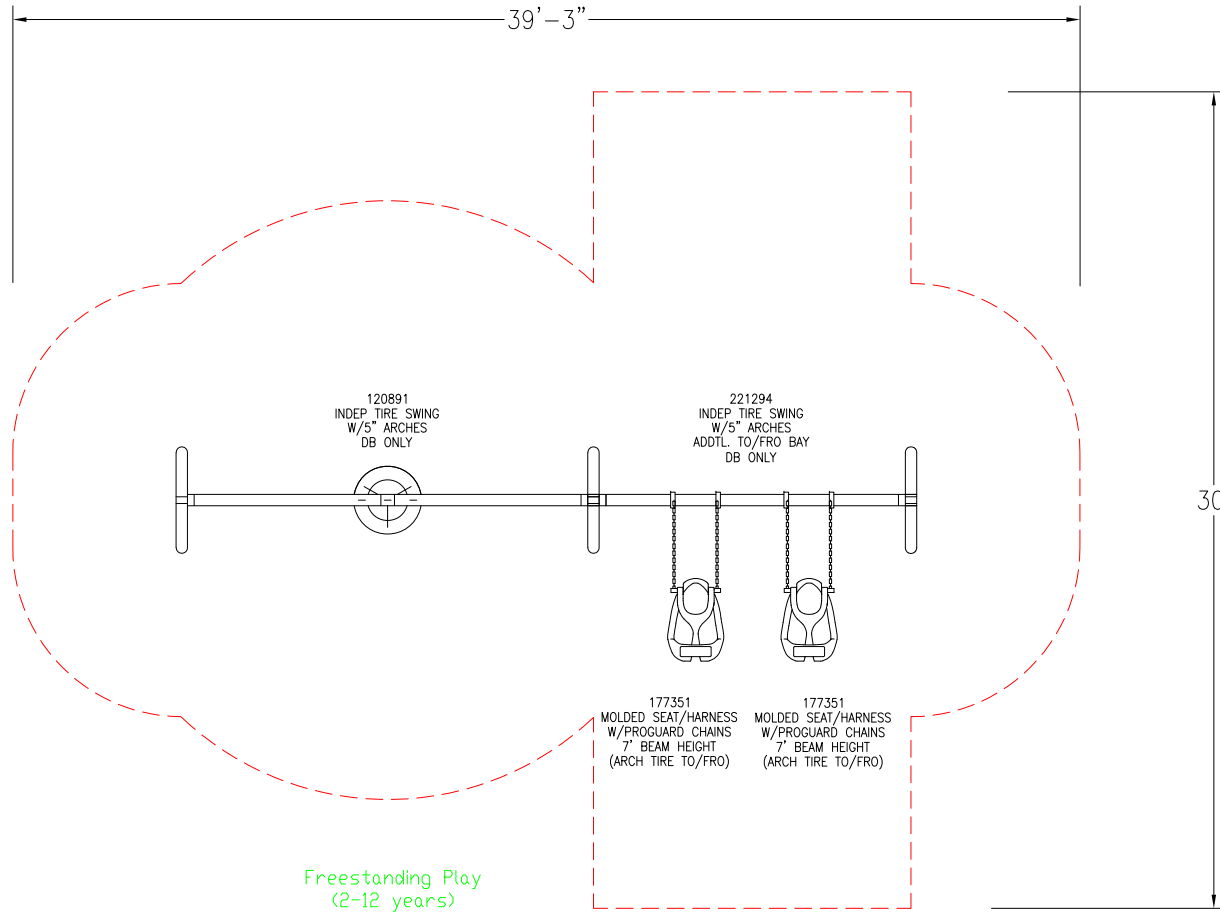 39'-3"
120891
INDEP TIRE SWING
W/5" ARCHES
DB ONLY
221294
INDEP TIRE SWING
W/5" ARCHES
ADDTL. TO/FRO BAY
DB ONLY
30
177351
MOLDED SEAT/HARNESS
W/PROGUARD CHAINS
7' BEAM HEIGHT
(ARCH TIRE TO/FRO)
177351
MOLDED SEAT/HARNESS
W/PROGUARD CHAINS
7' BEAM HEIGHT
(ARCH TIRE TO/FRO)
Freestanding Play
(2-12 years)